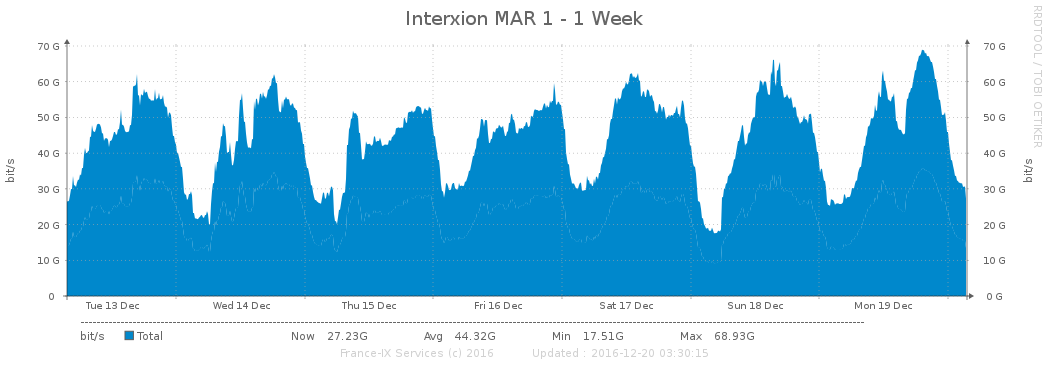 Interxion MAR 1 - 1 Week
RRDTOOL / TOBI OETIKER
bit/s
bit/s
70 G 70 G
60 G 60 G
50 G 50 G
40 G 40 G
30 G 30 G
20 G 20 G
10 G 10 G
0 0 G
Tue 13 Dec Wed 14 Dec Thu 15 Dec Fri 16 Dec Sat 17 Dec Sun 18 Dec Mon 19 Dec
bit/s Total Now 27.23G Avg 44.32G Min 17.51G Max 68.93G
France-IX Services (c) 2016 Updated : 2016-12-20 03:30:15